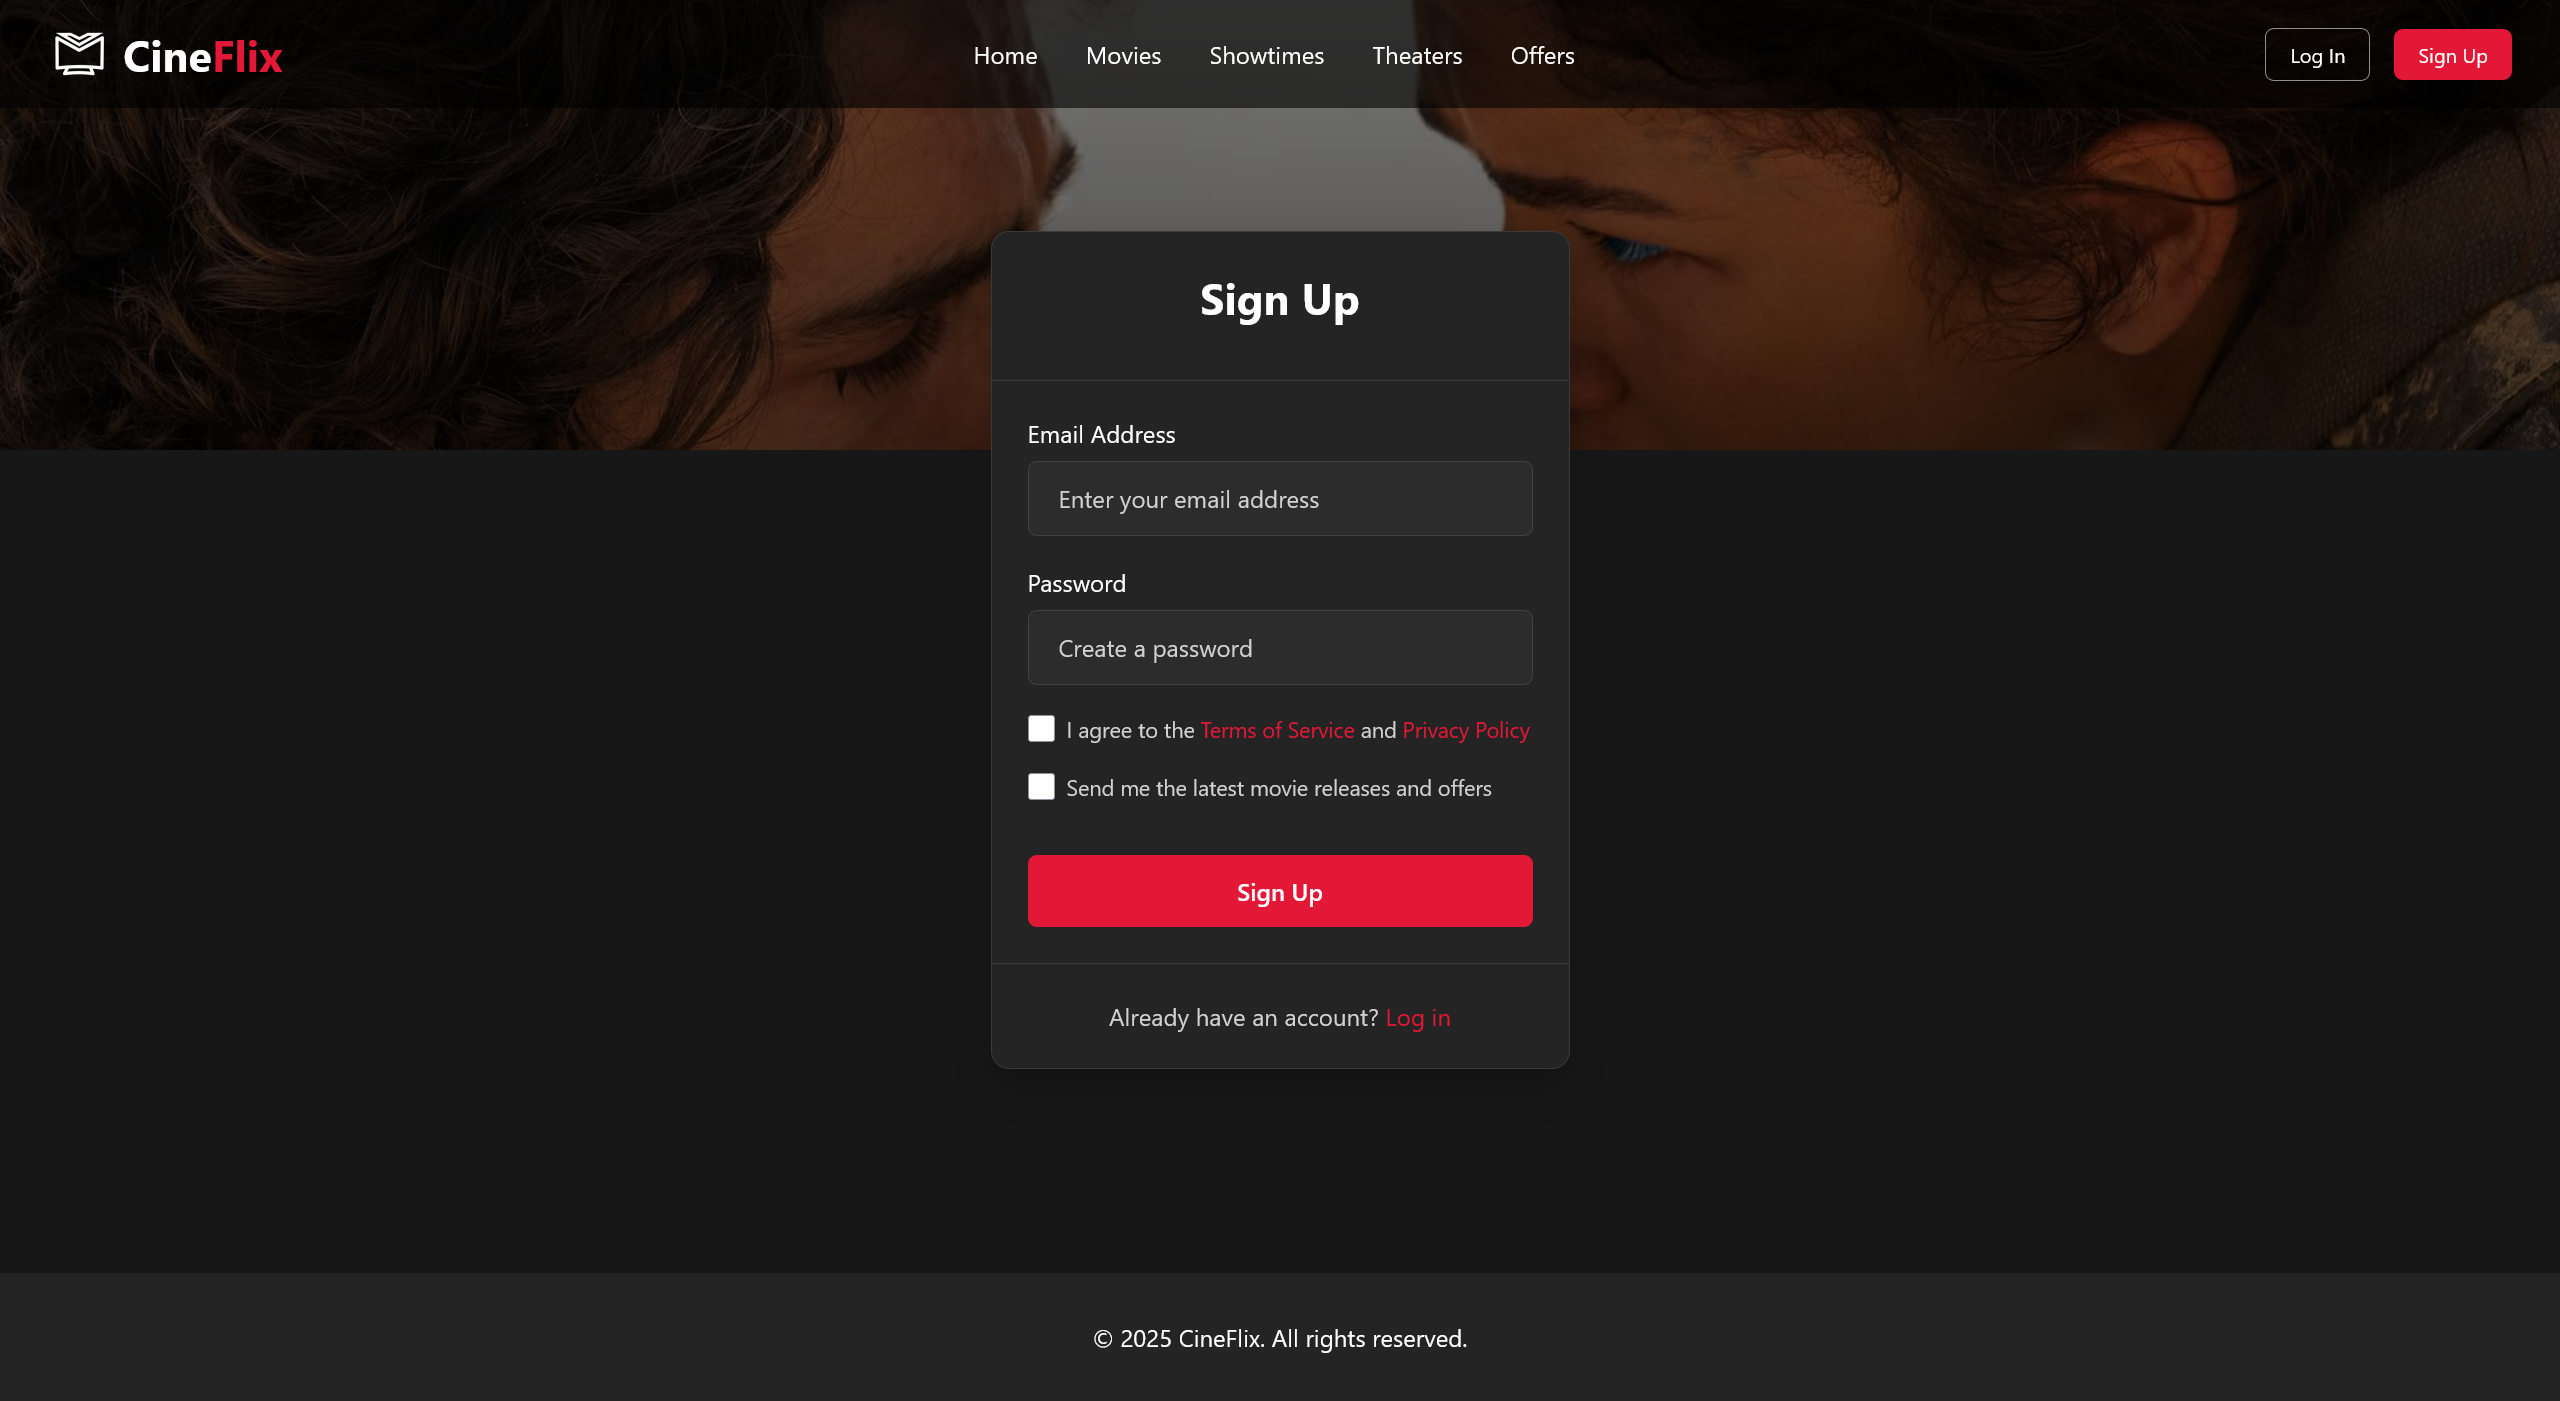 CineFlix
Home Movies Showtimes Theaters Offers
Log In Sign Up
Sign Up
Email Address
Enter your email address
Password
Create a password
I agree to the Terms of Service and Privacy Policy
Send me the latest movie releases and offers
Sign Up
Already have an account? Log in
© 2025 CineFlix. All rights reserved.